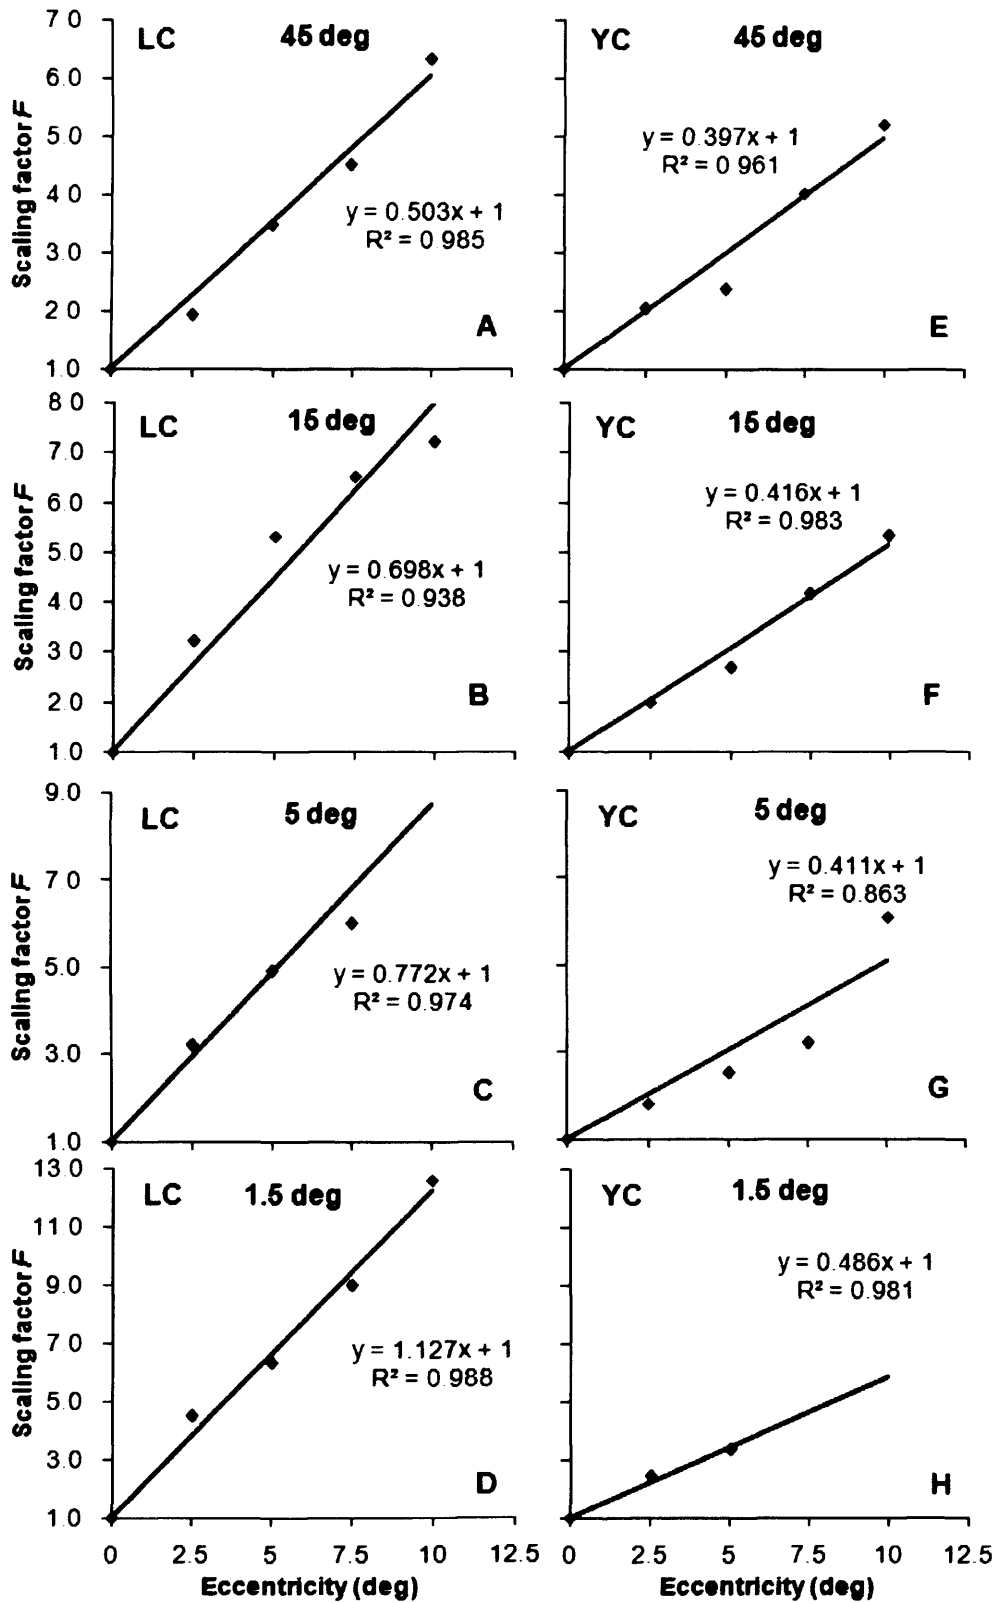 LC 45 deg
7.0
6.0
5.0
4.0
3.0
2.0
1.0
Scaling factor F
y = 0.503x + 1
R² = 0.985
A
YC 45 deg
y = 0.397x + 1
R² = 0.961
E
LC 15 deg
8.0
7.0
6.0
5.0
4.0
3.0
2.0
1.0
Scaling factor F
y = 0.698x + 1
R² = 0.938
B
YC 15 deg
y = 0.416x + 1
R² = 0.983
F
LC 5 deg
9.0
7.0
5.0
3.0
1.0
Scaling factor F
y = 0.772x + 1
R² = 0.974
C
YC 5 deg
y = 0.411x + 1
R² = 0.863
G
LC 1.5 deg
13.0
11.0
9.0
7.0
5.0
3.0
1.0
Scaling factor F
y = 1.127x + 1
R² = 0.988
D
YC 1.5 deg
y = 0.486x + 1
R² = 0.981
H
0 2.5 5 7.5 10 12.5
Eccentricity (deg)
0 2.5 5 7.5 10 12.5
Eccentricity (deg)